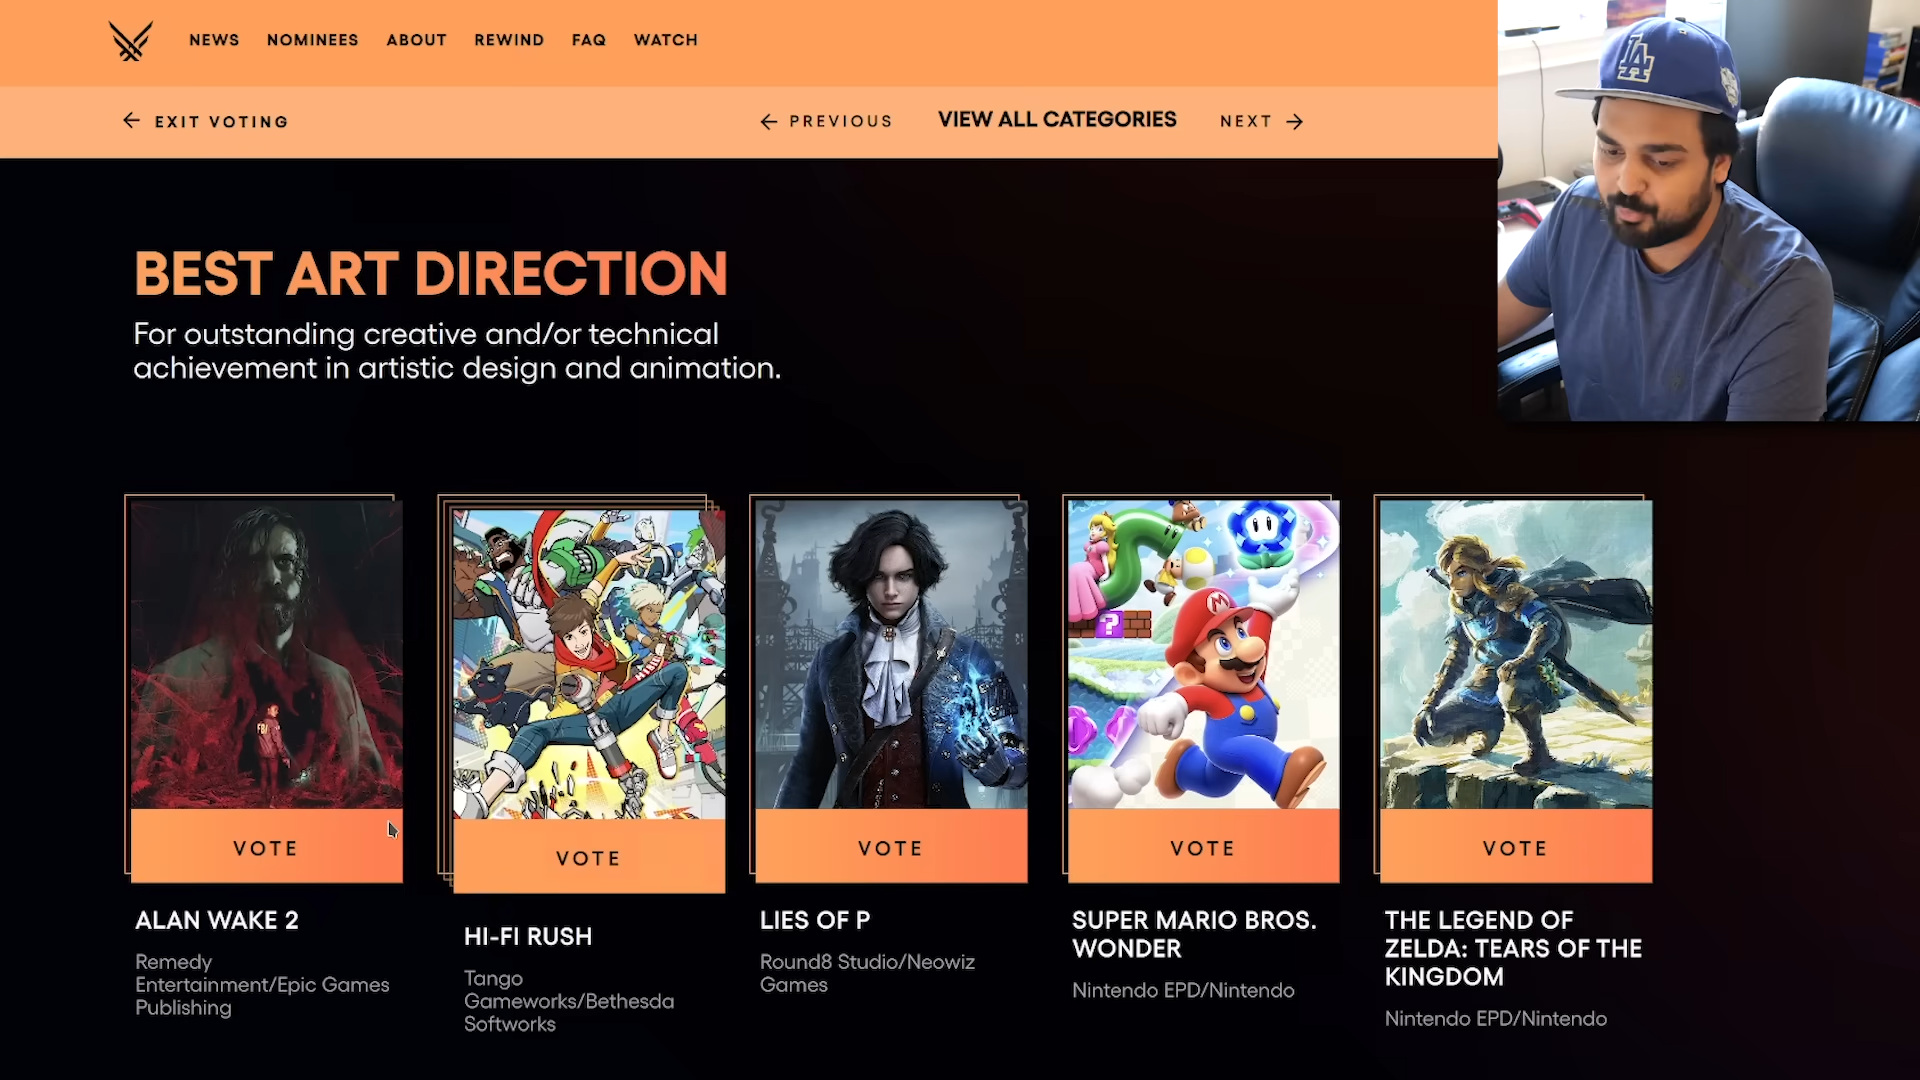 NEWS NOMINEES ABOUT REWIND FAQ WATCH
EXIT VOTING
PREVIOUS VIEW ALL CATEGORIES NEXT
LA
BEST ART DIRECTION
For outstanding creative and/or technical
achievement in artistic design and animation.
M
?
VOTE
VOTE
VOTE
VOTE
VOTE
ALAN WAKE 2
Remedy
Entertainment/Epic Games
Publishing
HI-FI RUSH
Tango
Gameworks/Bethesda
Softworks
LIES OF P
Round8 Studio/Neowiz
Games
SUPER MARIO BROS.
WONDER
Nintendo EPD/Nintendo
THE LEGEND OF
ZELDA: TEARS OF THE
KINGDOM
Nintendo EPD/Nintendo